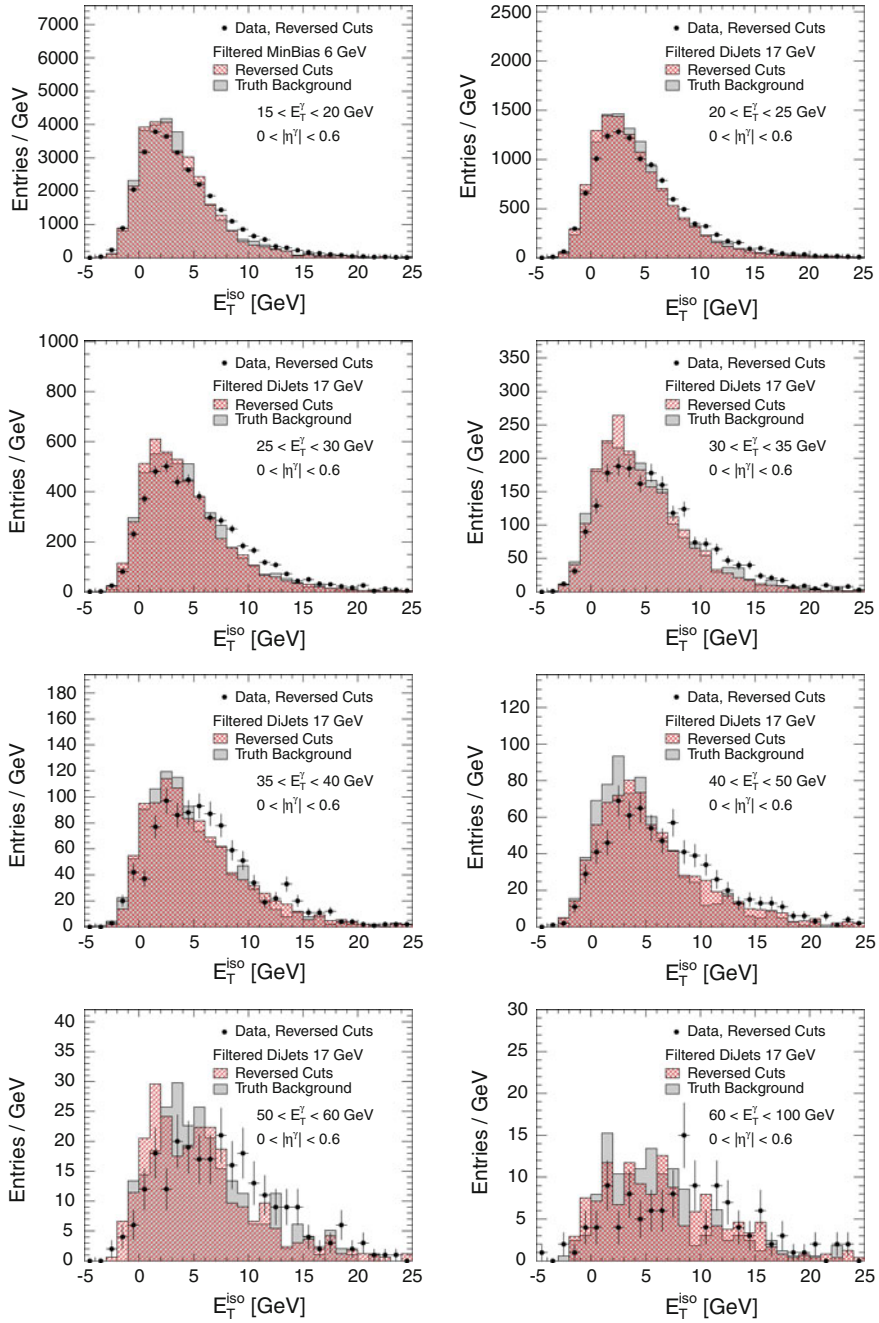 7000
6000
5000
4000
3000
2000
1000
0
Entries / GeV
Data, Reversed Cuts
Filtered MinBias 6 GeV
Reversed Cuts
Truth Background
15 < E_T^γ < 20 GeV
0 < |η^γ| < 0.6
-5 0 5 10 15 20 25
E_T^iso [GeV]
2500
2000
1500
1000
500
0
Entries / GeV
Data, Reversed Cuts
Filtered DiJets 17 GeV
Reversed Cuts
Truth Background
20 < E_T^γ < 25 GeV
0 < |η^γ| < 0.6
-5 0 5 10 15 20 25
E_T^iso [GeV]
1000
800
600
400
200
0
Entries / GeV
Data, Reversed Cuts
Filtered DiJets 17 GeV
Reversed Cuts
Truth Background
25 < E_T^γ < 30 GeV
0 < |η^γ| < 0.6
-5 0 5 10 15 20 25
E_T^iso [GeV]
350
300
250
200
150
100
50
0
Entries / GeV
Data, Reversed Cuts
Filtered DiJets 17 GeV
Reversed Cuts
Truth Background
30 < E_T^γ < 35 GeV
0 < |η^γ| < 0.6
-5 0 5 10 15 20 25
E_T^iso [GeV]
180
160
140
120
100
80
60
40
20
0
Entries / GeV
Data, Reversed Cuts
Filtered DiJets 17 GeV
Reversed Cuts
Truth Background
35 < E_T^γ < 40 GeV
0 < |η^γ| < 0.6
-5 0 5 10 15 20 25
E_T^iso [GeV]
120
100
80
60
40
20
0
Entries / GeV
Data, Reversed Cuts
Filtered DiJets 17 GeV
Reversed Cuts
Truth Background
40 < E_T^γ < 50 GeV
0 < |η^γ| < 0.6
-5 0 5 10 15 20 25
E_T^iso [GeV]
40
35
30
25
20
15
10
5
0
Entries / GeV
Data, Reversed Cuts
Filtered DiJets 17 GeV
Reversed Cuts
Truth Background
50 < E_T^γ < 60 GeV
0 < |η^γ| < 0.6
-5 0 5 10 15 20 25
E_T^iso [GeV]
30
25
20
15
10
5
0
Entries / GeV
Data, Reversed Cuts
Filtered DiJets 17 GeV
Reversed Cuts
Truth Background
60 < E_T^γ < 100 GeV
0 < |η^γ| < 0.6
-5 0 5 10 15 20 25
E_T^iso [GeV]